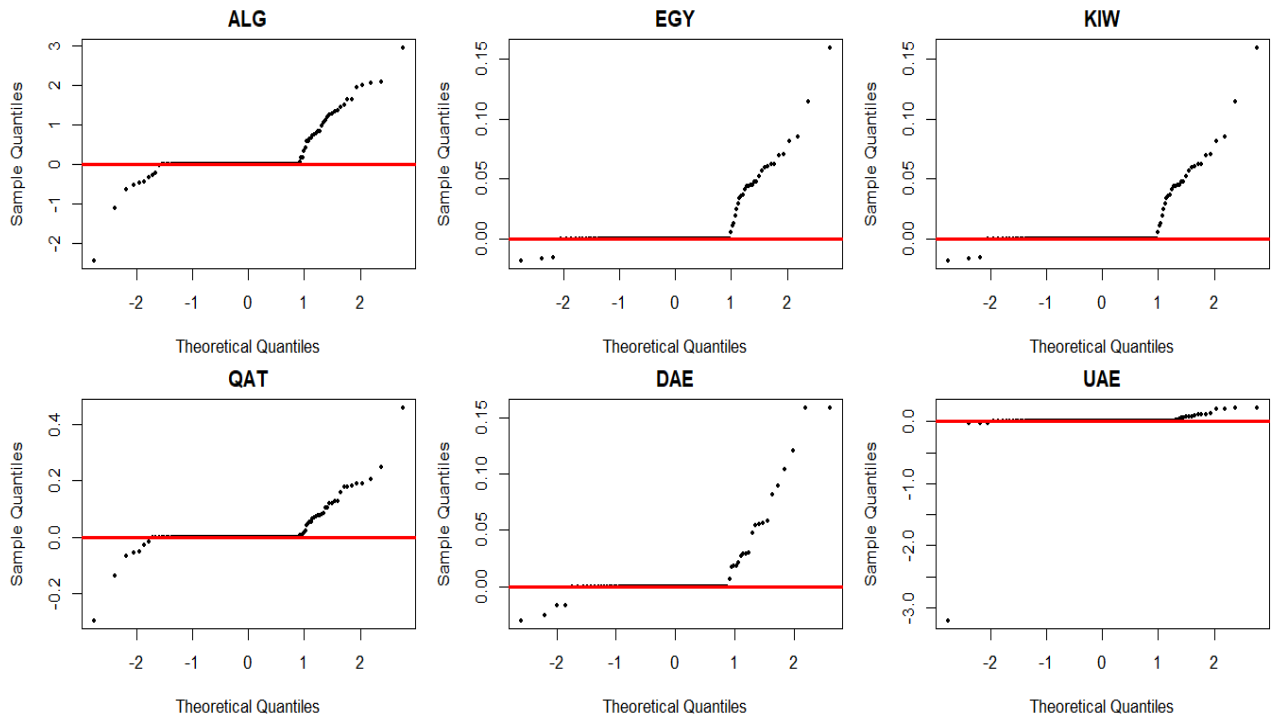 ALG
EGY
KIW
Sample Quantiles
3
2
1
0
-1
-2
Sample Quantiles
0.15
0.10
0.05
0.00
Sample Quantiles
0.15
0.10
0.05
0.00
-2 -1 0 1 2
-2 -1 0 1 2
-2 -1 0 1 2
Theoretical Quantiles
Theoretical Quantiles
Theoretical Quantiles
QAT
DAE
UAE
Sample Quantiles
0.4
0.2
0.0
-0.2
Sample Quantiles
0.15
0.10
0.05
0.00
Sample Quantiles
0.0
-1.0
-2.0
-3.0
-2 -1 0 1 2
-2 -1 0 1 2
-2 -1 0 1 2
Theoretical Quantiles
Theoretical Quantiles
Theoretical Quantiles